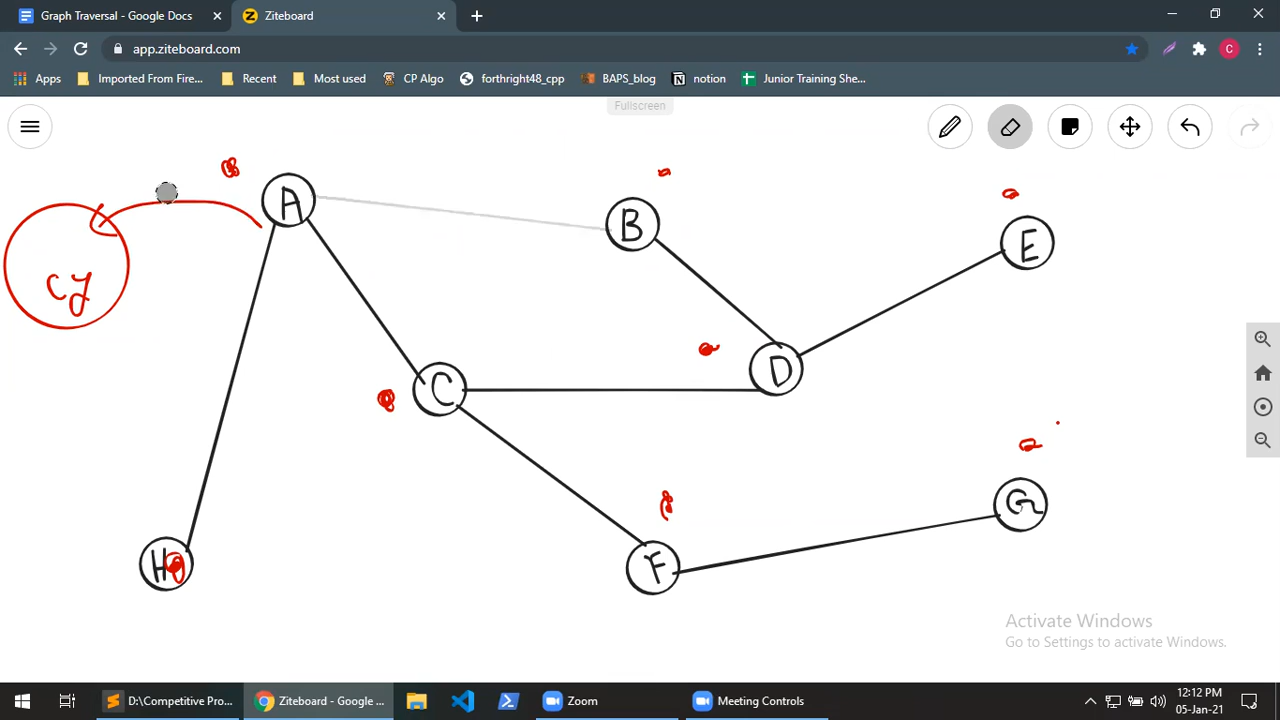 Graph Traversal - Google Docs
Ziteboard
app.ziteboard.com
Apps
Imported From Fire...
Recent
Most used
CP Algo
forthright48_cpp
BAPS_blog
notion
Junior Training She...
C
Fullscreen
A
B
E
cy
D
C
G
H
F
Activate Windows
Go to Settings to activate Windows.
D:\Competitive Pro...
Ziteboard - Google ...
Zoom
Meeting Controls
12:12 PM
05-Jan-21